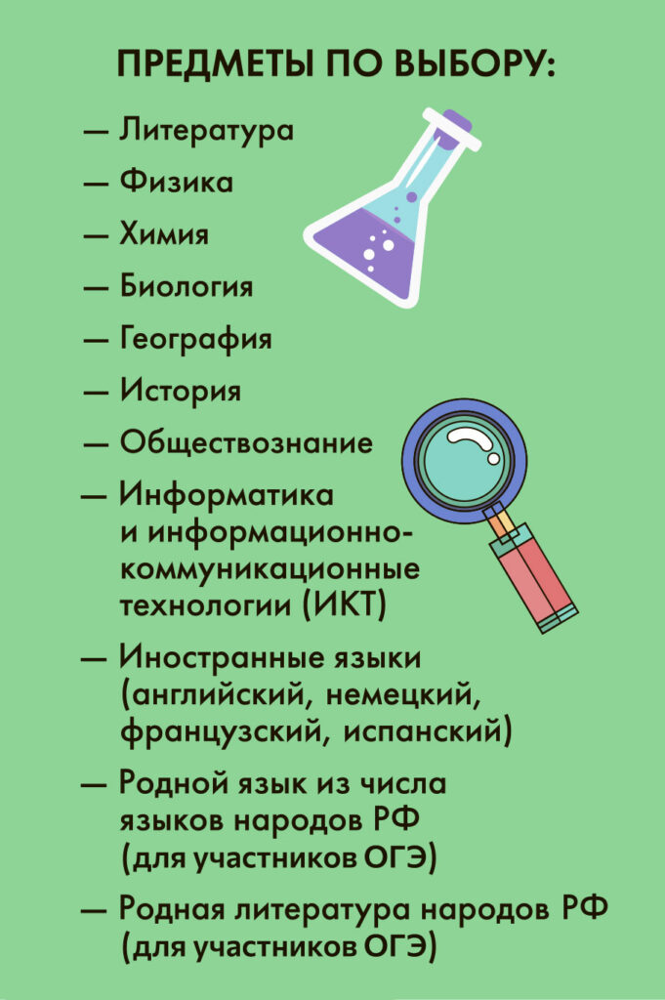 ПРЕДМЕТЫ ПО ВЫБОРУ:
— Литература
— Физика
— Химия
— Биология
— География
— История
— Обществознание
— Информатика
и информационно-
коммуникационные
технологии (ИКТ)
— Иностранные языки
(английский, немецкий,
французский, испанский)
— Родной язык из числа
языков народов РФ
(для участников ОГЭ)
— Родная литература народов РФ
(для участников ОГЭ)